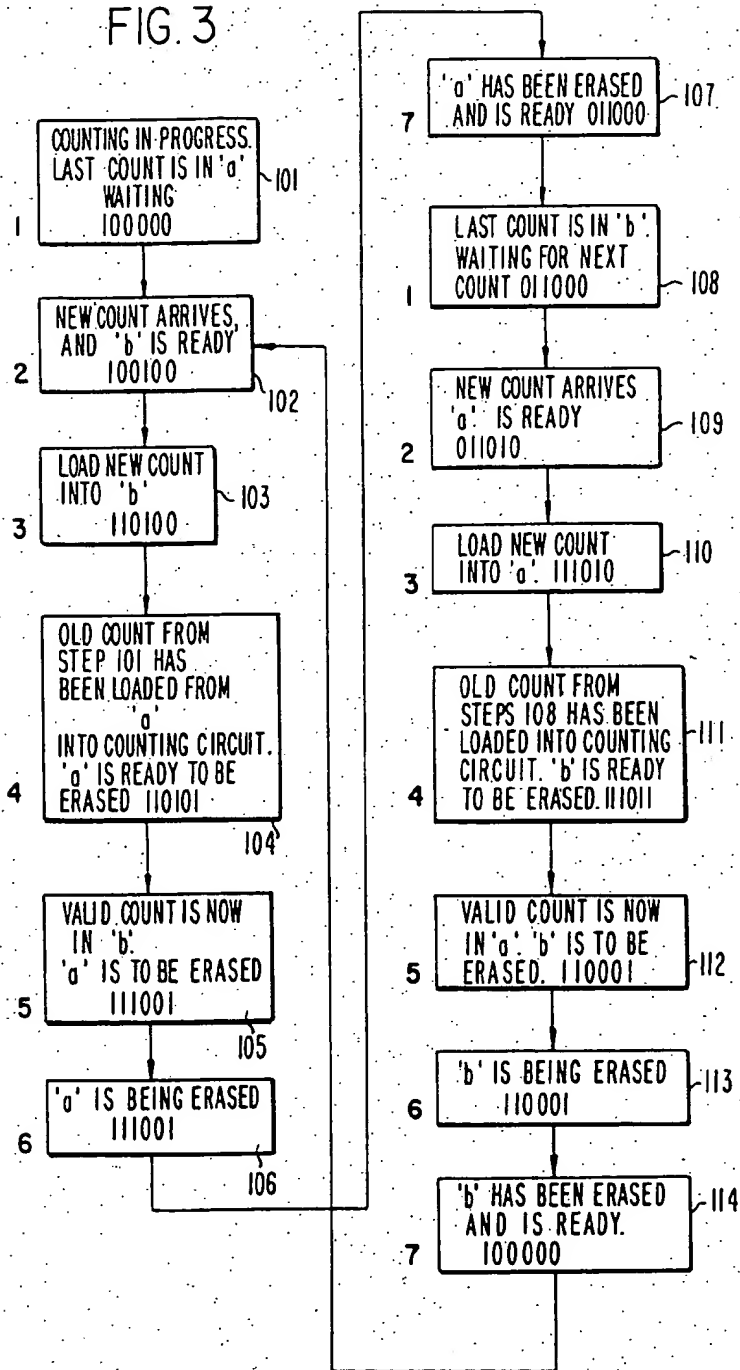 FIG. 3
COUNTING IN PROGRESS.
LAST COUNT IS IN 'a'
WAITING
100000
101
1
NEW COUNT ARRIVES,
AND 'b' IS READY
100100
102
2
LOAD NEW COUNT
INTO 'b'
110100
103
3
OLD COUNT FROM
STEP 101 HAS
BEEN LOADED FROM
'a'
INTO COUNTING CIRCUIT.
'a' IS READY TO BE
ERASED 110101
104
4
VALID COUNT IS NOW
IN 'b'.
'a' IS TO BE ERASED
111001
105
5
'a' IS BEING ERASED
111001
106
6
'a' HAS BEEN ERASED
AND IS READY 011000
107
7
LAST COUNT IS IN 'b'.
WAITING FOR NEXT
COUNT 011000
108
1
NEW COUNT ARRIVES
'a' IS READY
011010
109
2
LOAD NEW COUNT
INTO 'a'. 111010
110
3
OLD COUNT FROM
STEPS 108 HAS BEEN
LOADED INTO COUNTING
CIRCUIT. 'b' IS READY
TO BE ERASED. 111011
111
4
VALID COUNT IS NOW
IN 'a'. 'b' IS TO BE
ERASED. 110001
112
5
'b' IS BEING ERASED
110001
113
6
'b' HAS BEEN ERASED
AND IS READY.
100000
114
7